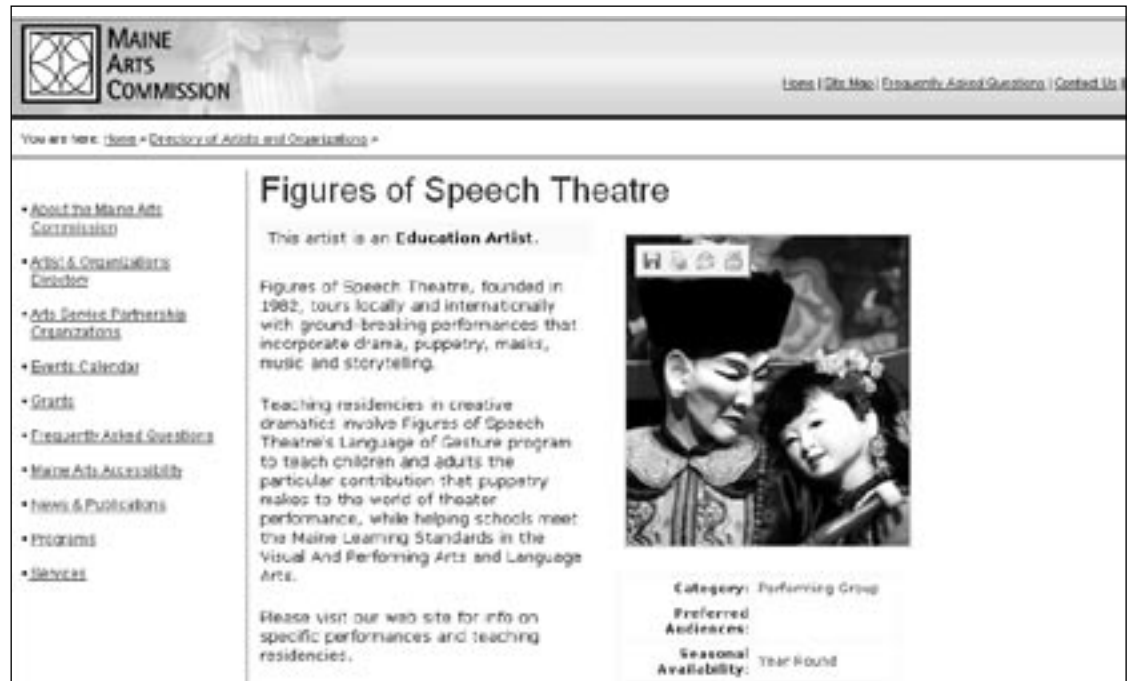 MAINE
ARTS
COMMISSION
Home | Site Map | Frequently Asked Questions | Contact Us |
You are here: Home > Directory of Artists and Organizations >
• About the Maine Arts
Commission
• Artist & Organizations
Directory
• Arts Service Partnership
Organizations
• Events Calendar
• Grants
• Frequently Asked Questions
• Maine Arts Accessibility
• News & Publications
• Programs
• Services
Figures of Speech Theatre
This artist is an Education Artist.
Figures of Speech Theatre, founded in
1982, tours locally and internationally
with ground-breaking performances that
incorporate drama, puppetry, masks,
music and storytelling.
Teaching residencies in creative
dramatics involve Figures of Speech
Theatre's Language of Gesture program
to teach children and adults the
particular contribution that puppetry
makes to the world of theater
performance, while helping schools meet
the Maine Learning Standards in the
Visual And Performing Arts and Language
Arts.
Please visit our web site for info on
specific performances and teaching
residencies.
Category: Performing Group
Preferred
Audiences:
Seasonal
Availability: Year Round